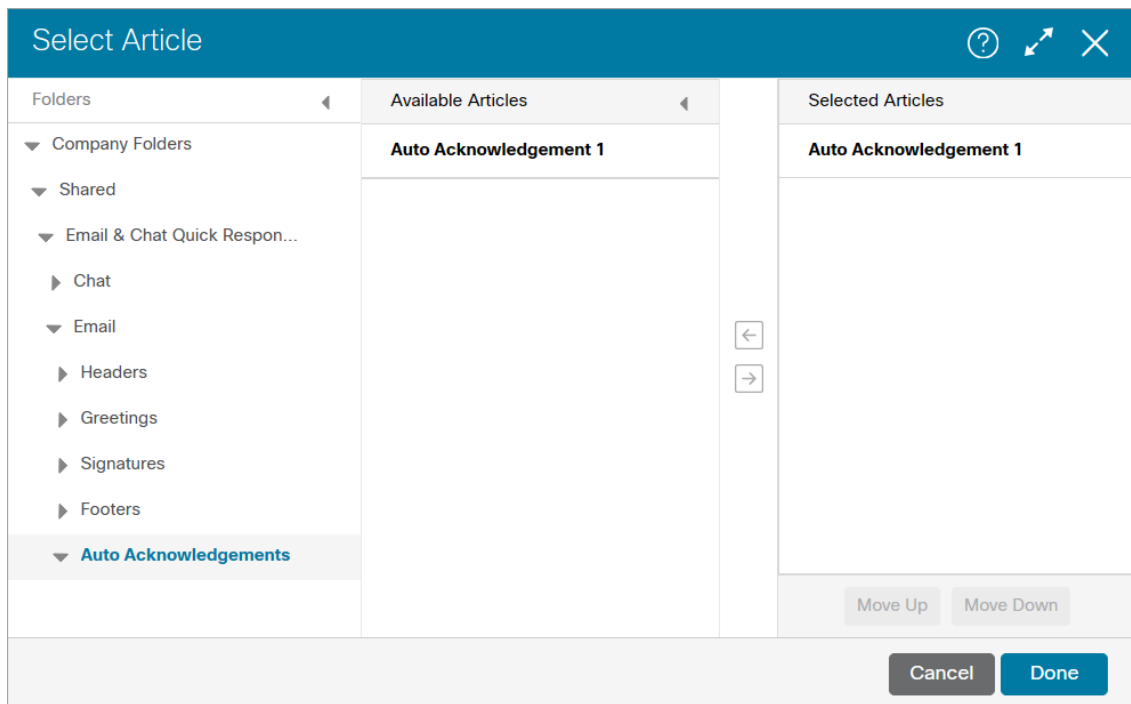 Select Article
Folders
Available Articles
Selected Articles
Company Folders
Auto Acknowledgement 1
Auto Acknowledgement 1
Shared
Email & Chat Quick Respon...
Chat
Email
Headers
Greetings
Signatures
Footers
Auto Acknowledgements
Move Up
Move Down
Cancel
Done